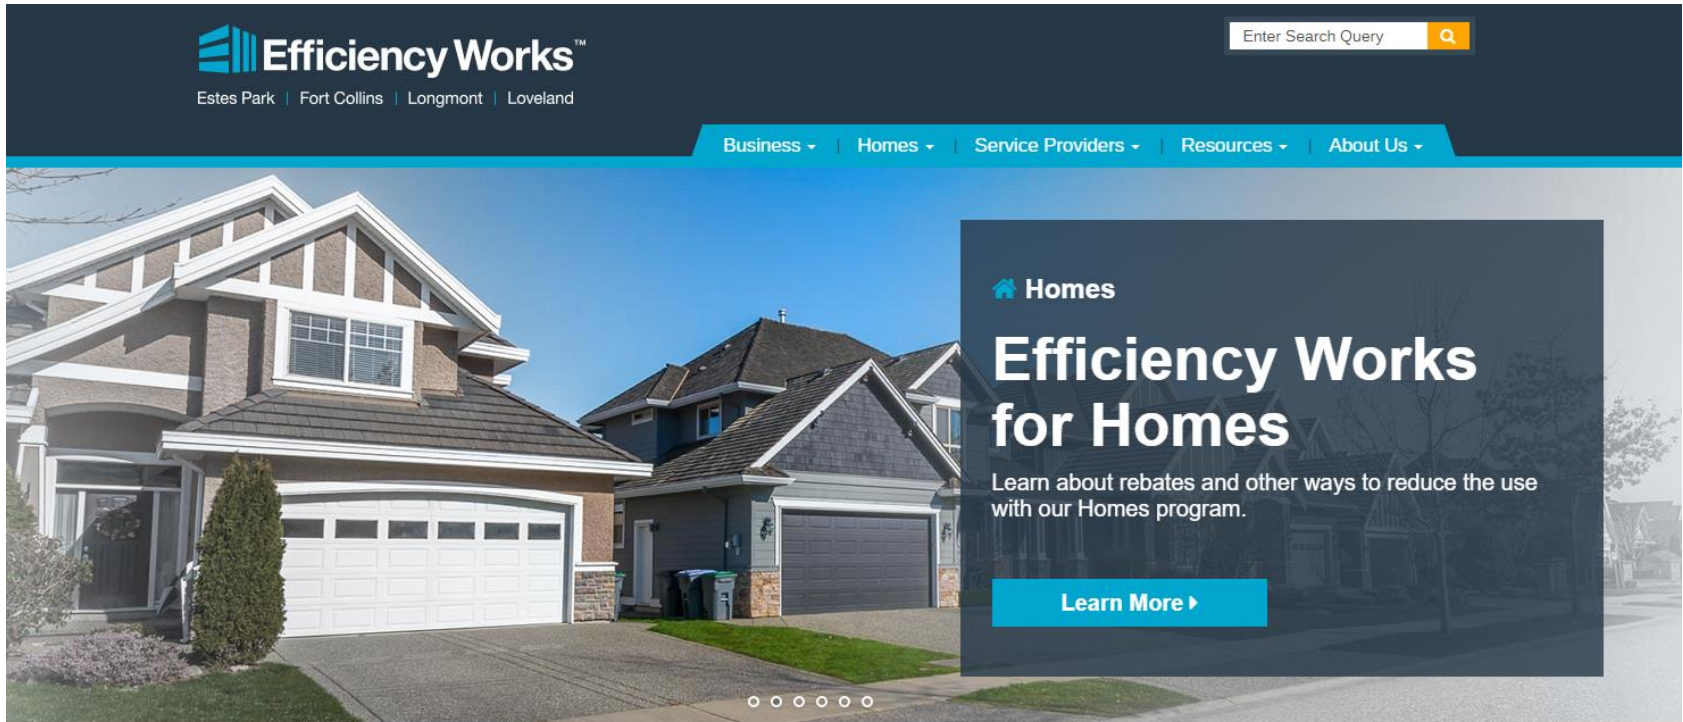 Efficiency Works™
Estes Park | Fort Collins | Longmont | Loveland
Enter Search Query
Business | Homes | Service Providers | Resources | About Us
Homes
Efficiency Works
for Homes
Learn about rebates and other ways to reduce the use
with our Homes program.
Learn More